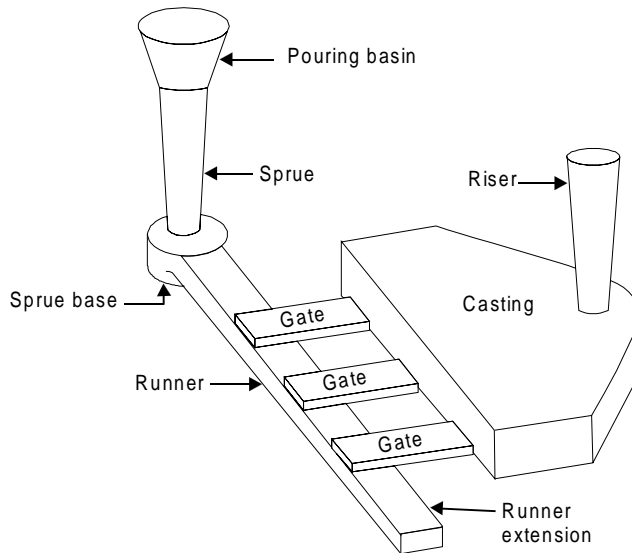 Pouring basin
Sprue
Riser
Sprue base
Casting
Gate
Runner
Gate
Gate
Runner
extension